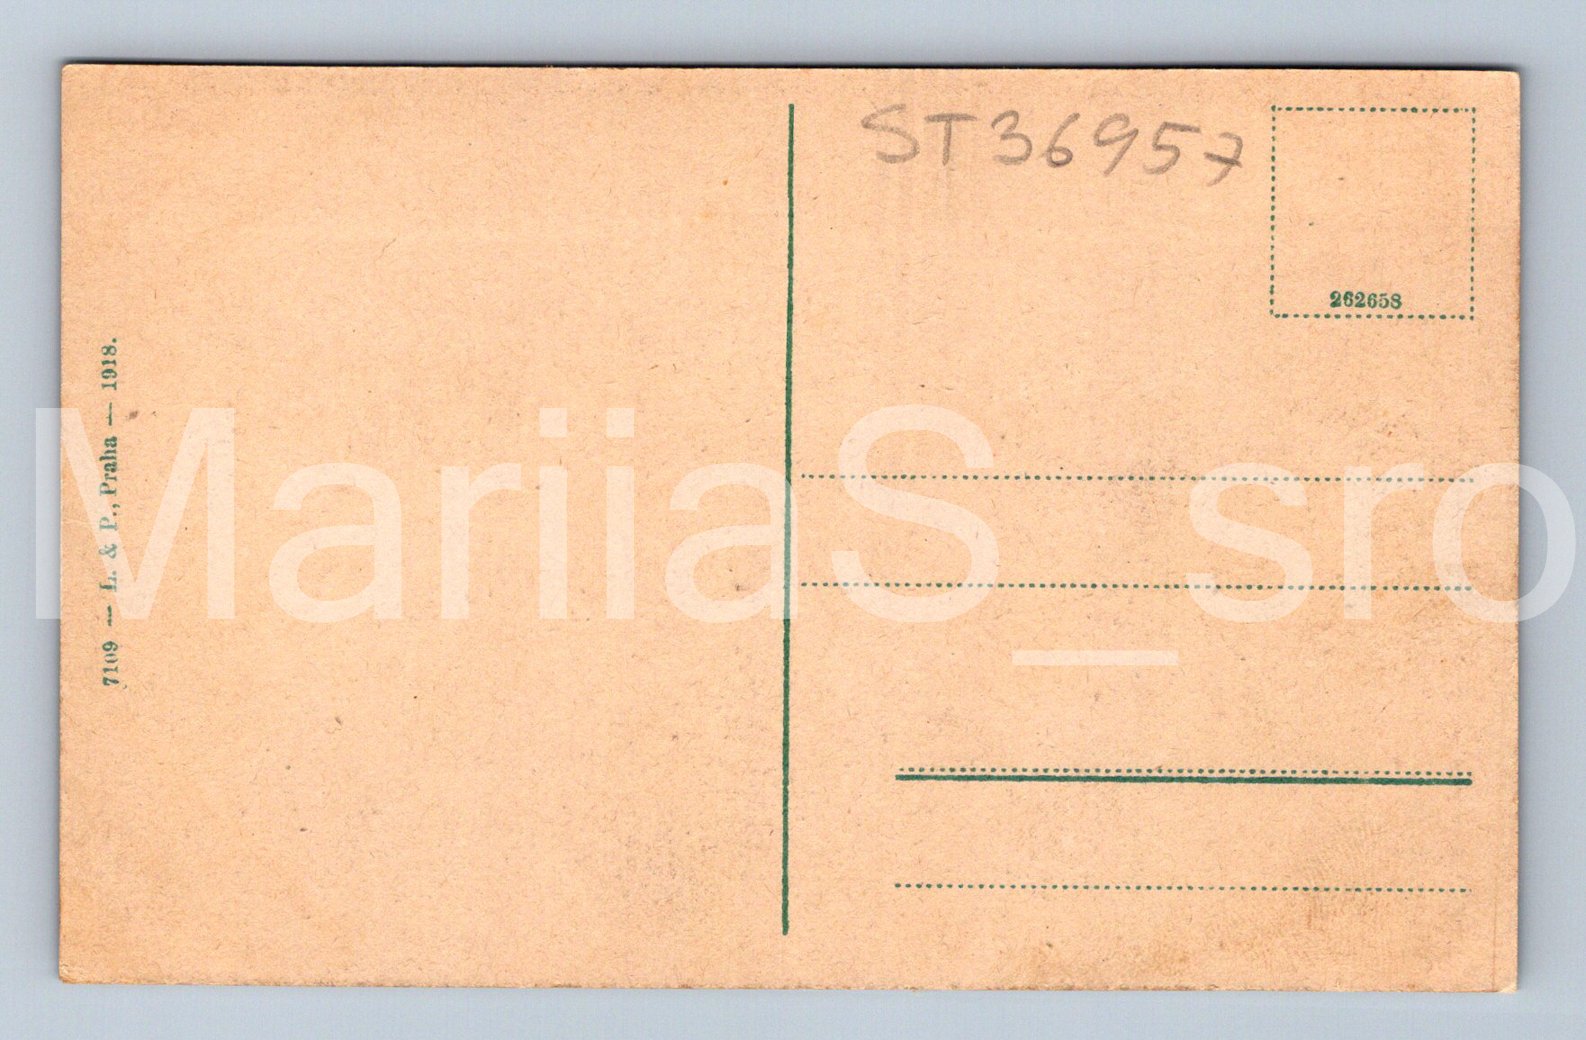 ST36957
262658
7109 — L. & P., Praha — 1918.
MariiaS_sro